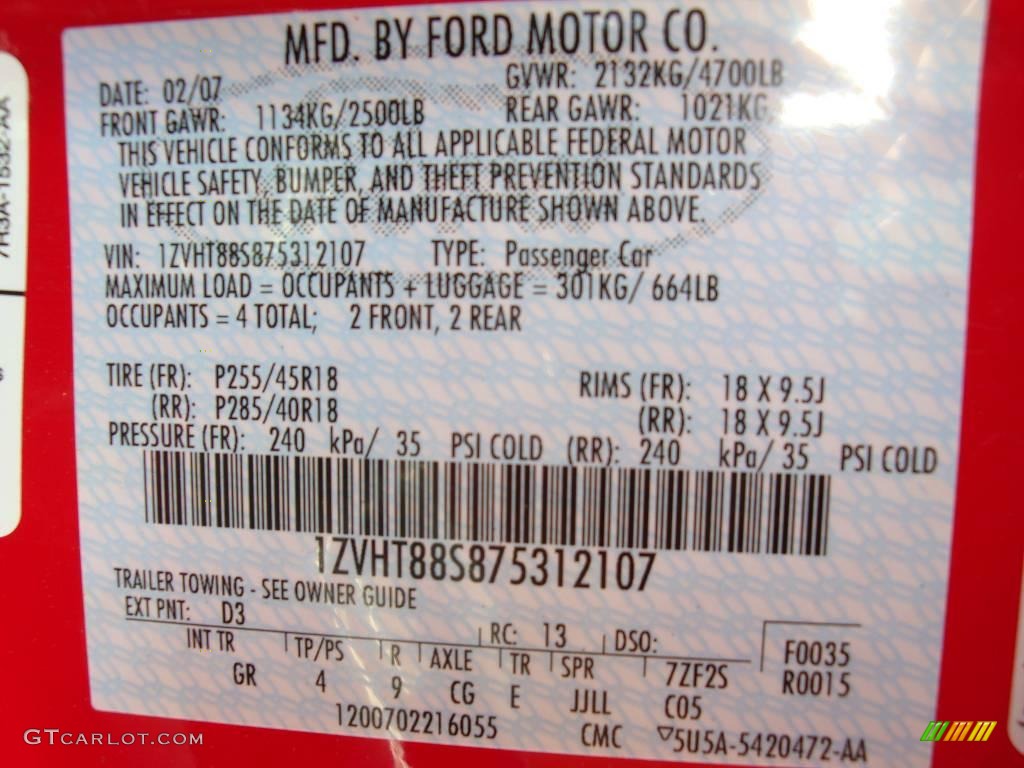 MFD. BY FORD MOTOR CO.
DATE: 02/07 GVWR: 2132KG/4700LB
FRONT GAWR: 1134KG/2500LB REAR GAWR: 1021KG
THIS VEHICLE CONFORMS TO ALL APPLICABLE FEDERAL MOTOR
VEHICLE SAFETY, BUMPER, AND THEFT PREVENTION STANDARDS
IN EFFECT ON THE DATE OF MANUFACTURE SHOWN ABOVE.
VIN: 1ZVHT88S875312107 TYPE: Passenger Car
MAXIMUM LOAD = OCCUPANTS + LUGGAGE = 301KG/ 664LB
OCCUPANTS = 4 TOTAL; 2 FRONT, 2 REAR
TIRE (FR): P255/45R18 RIMS (FR): 18 X 9.5J
(RR): P285/40R18 (RR): 18 X 9.5J
PRESSURE (FR): 240 kPa/ 35 PSI COLD (RR): 240 kPa/ 35 PSI COLD
1ZVHT88S875312107
TRAILER TOWING - SEE OWNER GUIDE
EXT PNT: D3 RC: 13 DSO: F0035
INT TR TP/PS R AXLE TR SPR 7ZF2S R0015
GR 4 9 CG E JJLL C05
1200702216055 CMC 5U5A-5420472-AA
GTCARLOT.COM